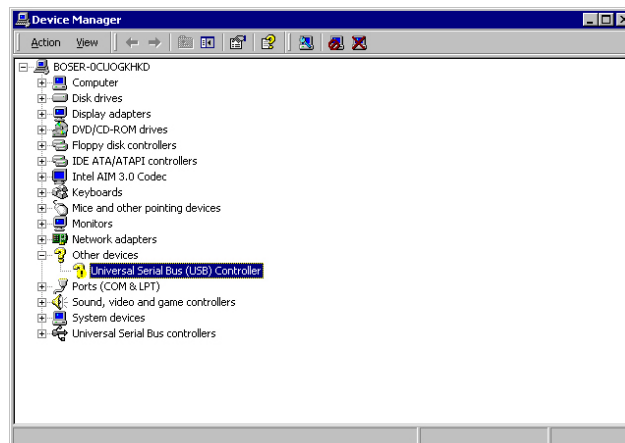 Device Manager
Action View
BOSER-0CUOGKHKD
Computer
Disk drives
Display adapters
DVD/CD-ROM drives
Floppy disk controllers
IDE ATA/ATAPI controllers
Intel AIM 3.0 Codec
Keyboards
Mice and other pointing devices
Monitors
Network adapters
Other devices
Universal Serial Bus (USB) Controller
Ports (COM & LPT)
Sound, video and game controllers
System devices
Universal Serial Bus controllers